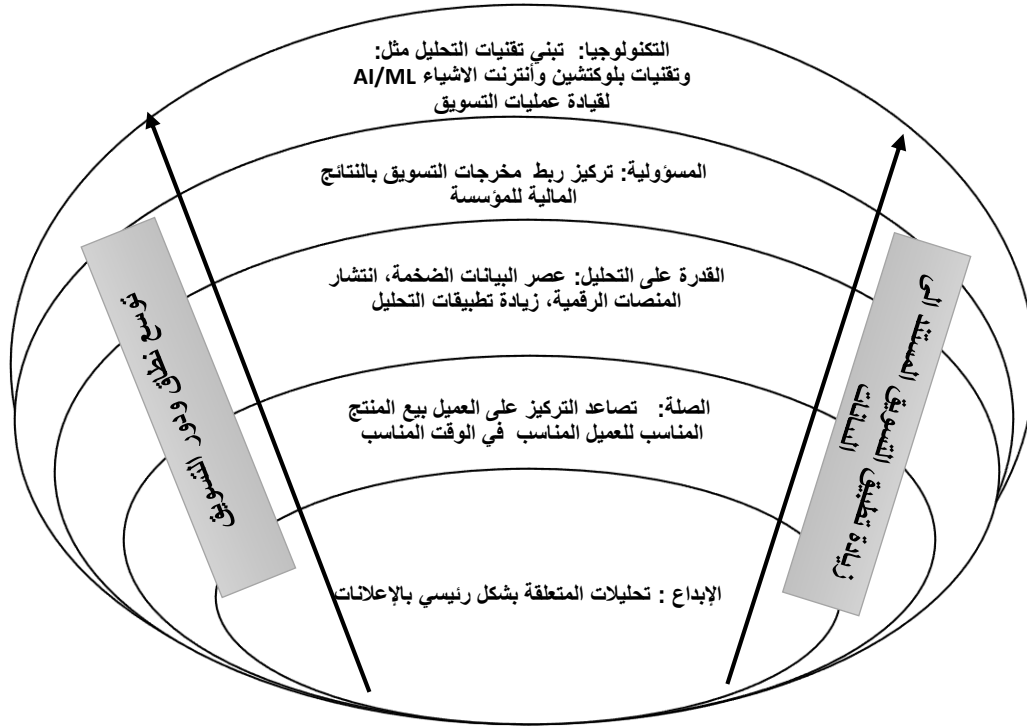 التكنولوجيا: تبني تقنيات التحليل مثل:
وتقنيات بلوكتشين وأنترنت الاشياء AI/ML
لقيادة عمليات التسويق
المسؤولية: تركيز ربط مخرجات التسويق بالنتائج
المالية للمؤسسة
القدرة على التحليل: عصر البيانات الضخمة، انتشار
المنصات الرقمية، زيادة تطبيقات التحليل
الصلة: تصاعد التركيز على العميل بيع المنتج
المناسب للعميل المناسب في الوقت المناسب
الإبداع : تحليلات المتعلقة بشكل رئيسي بالإعلانات
زيادة تطبيق التسويق المستند الى
البيانات
توسع نطاق ودور التسويق